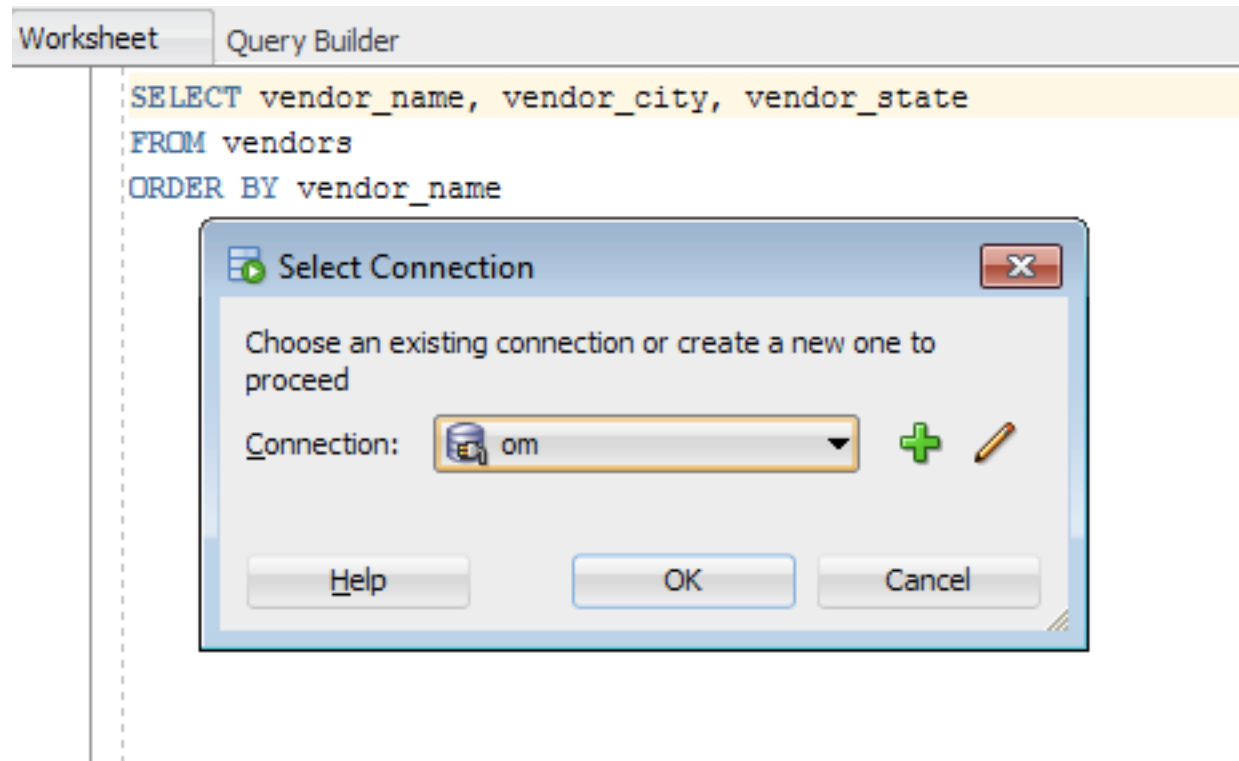 Worksheet Query Builder
SELECT vendor_name, vendor_city, vendor_state
FROM vendors
ORDER BY vendor_name
Select Connection
Choose an existing connection or create a new one to
proceed
Connection: om
Help OK Cancel